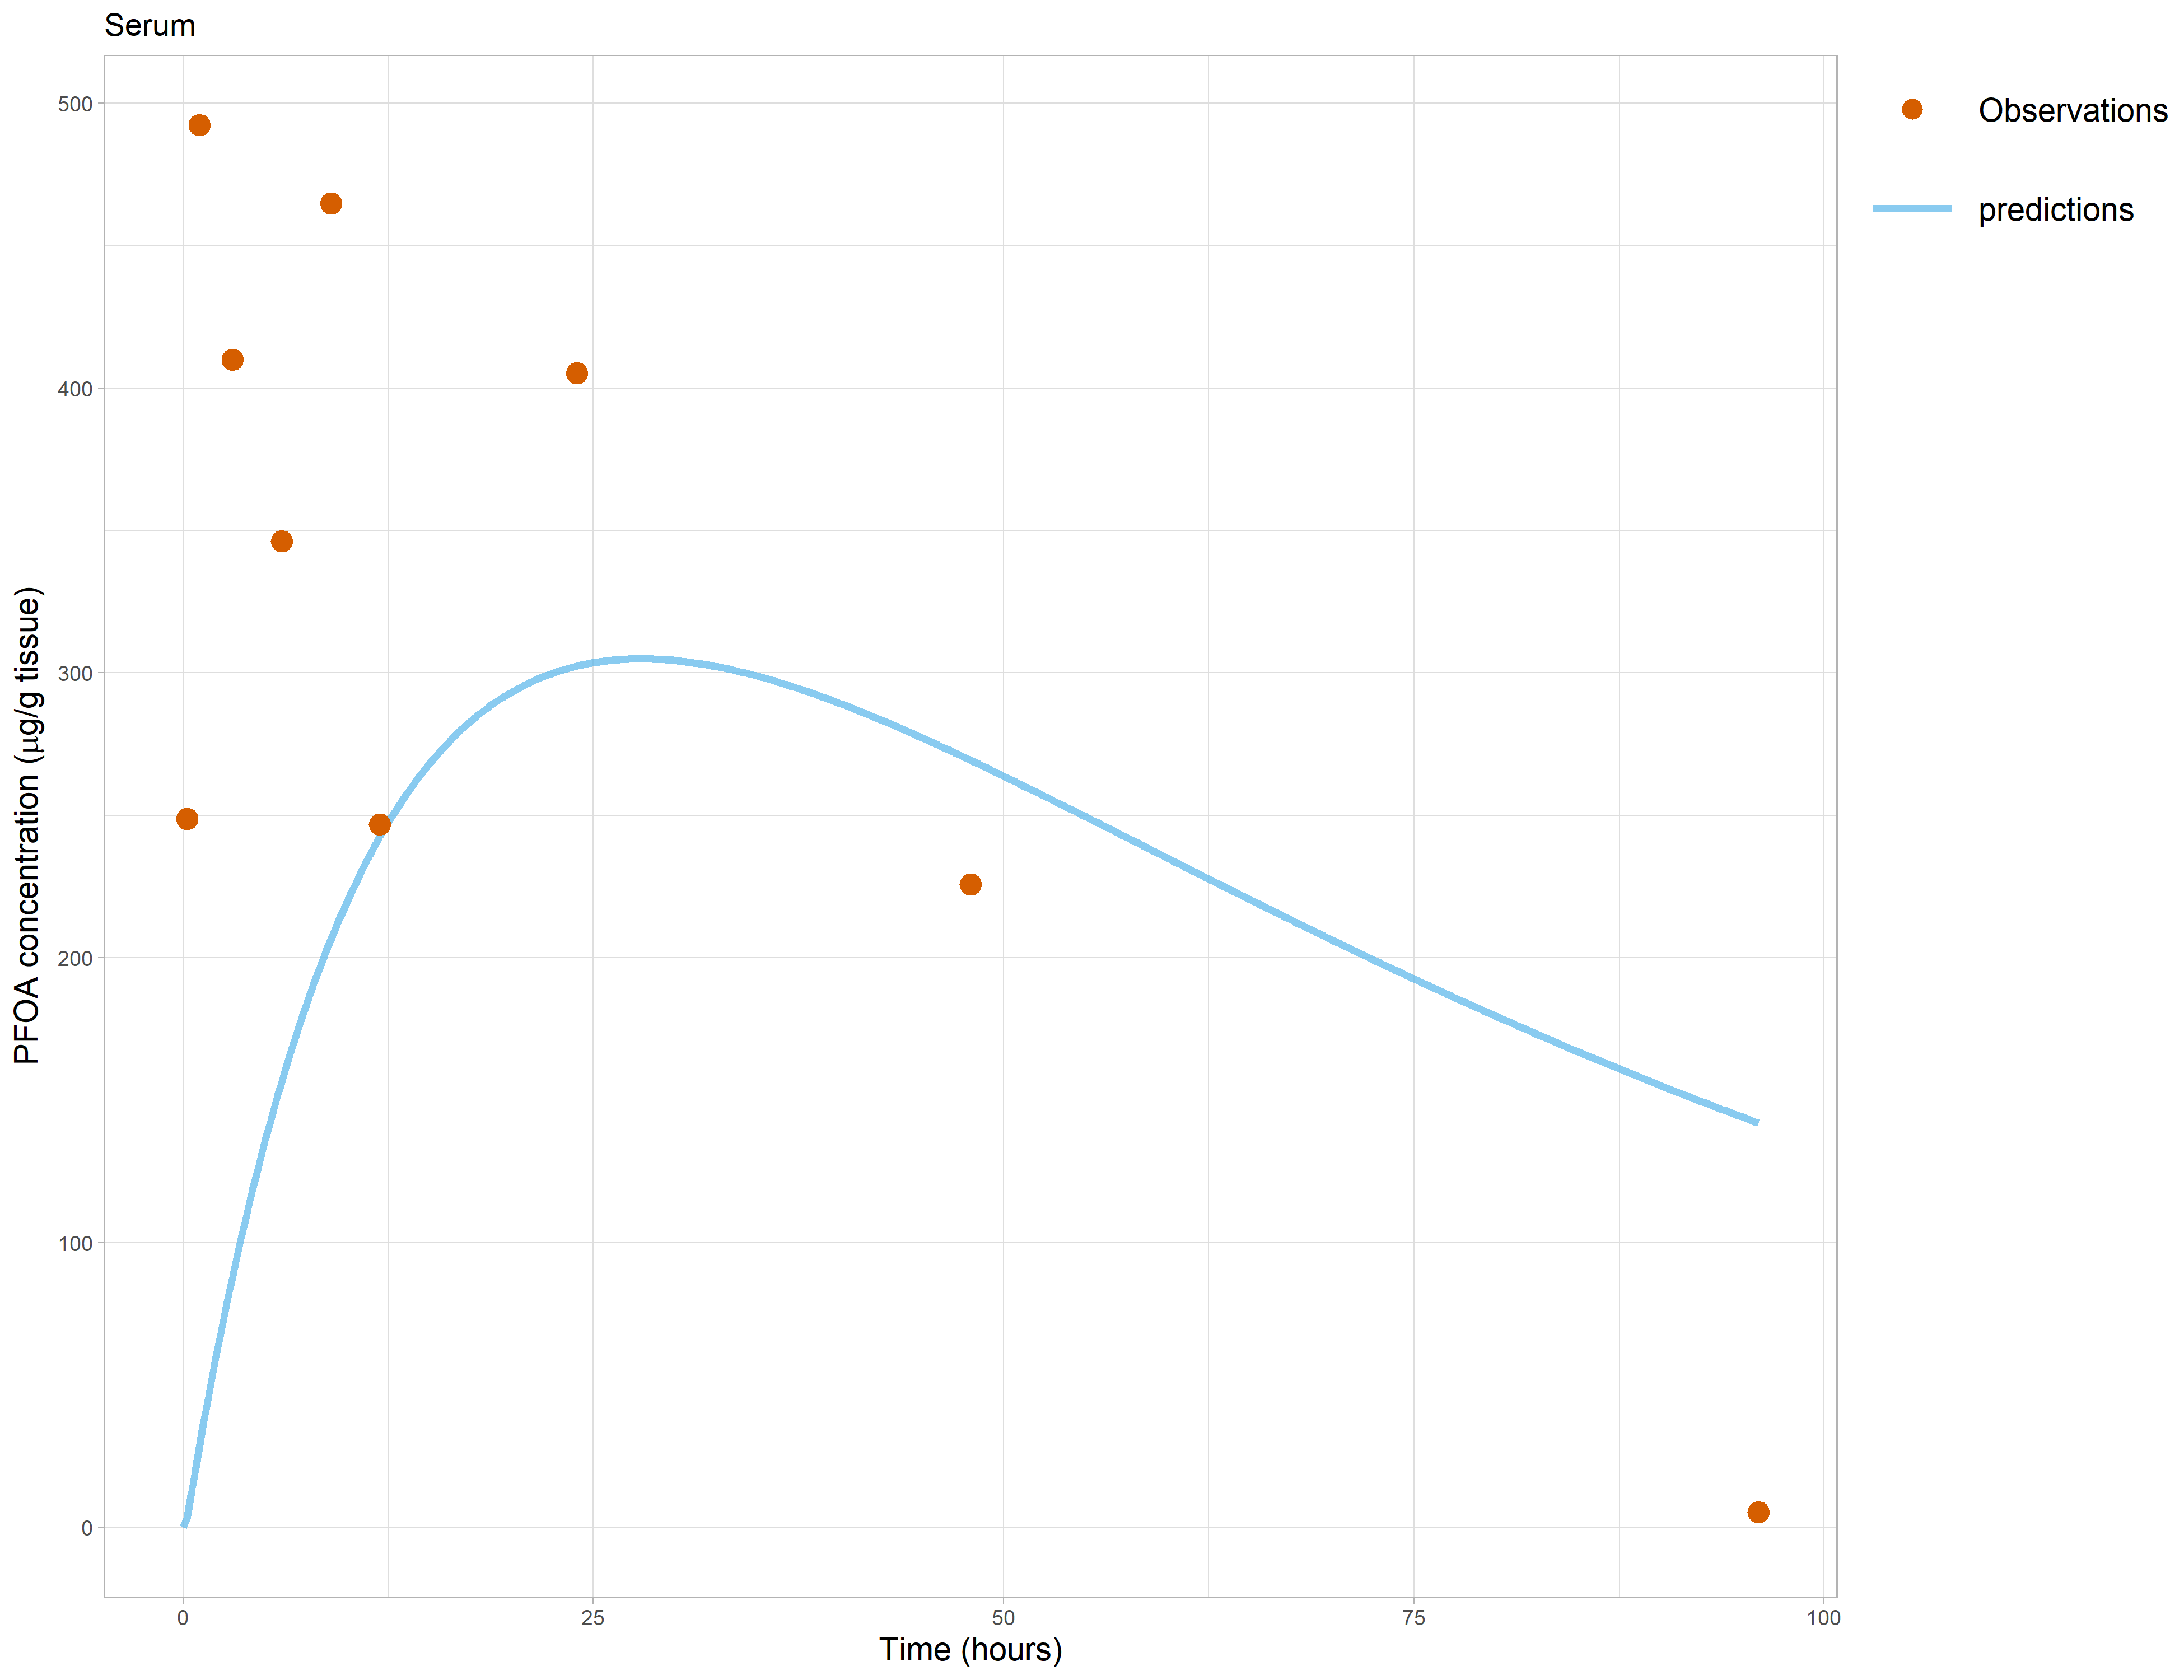 Serum
Observations
predictions
PFOA concentration (μg/g tissue)
500
400
300
200
100
0
0 25 50 75 100
Time (hours)